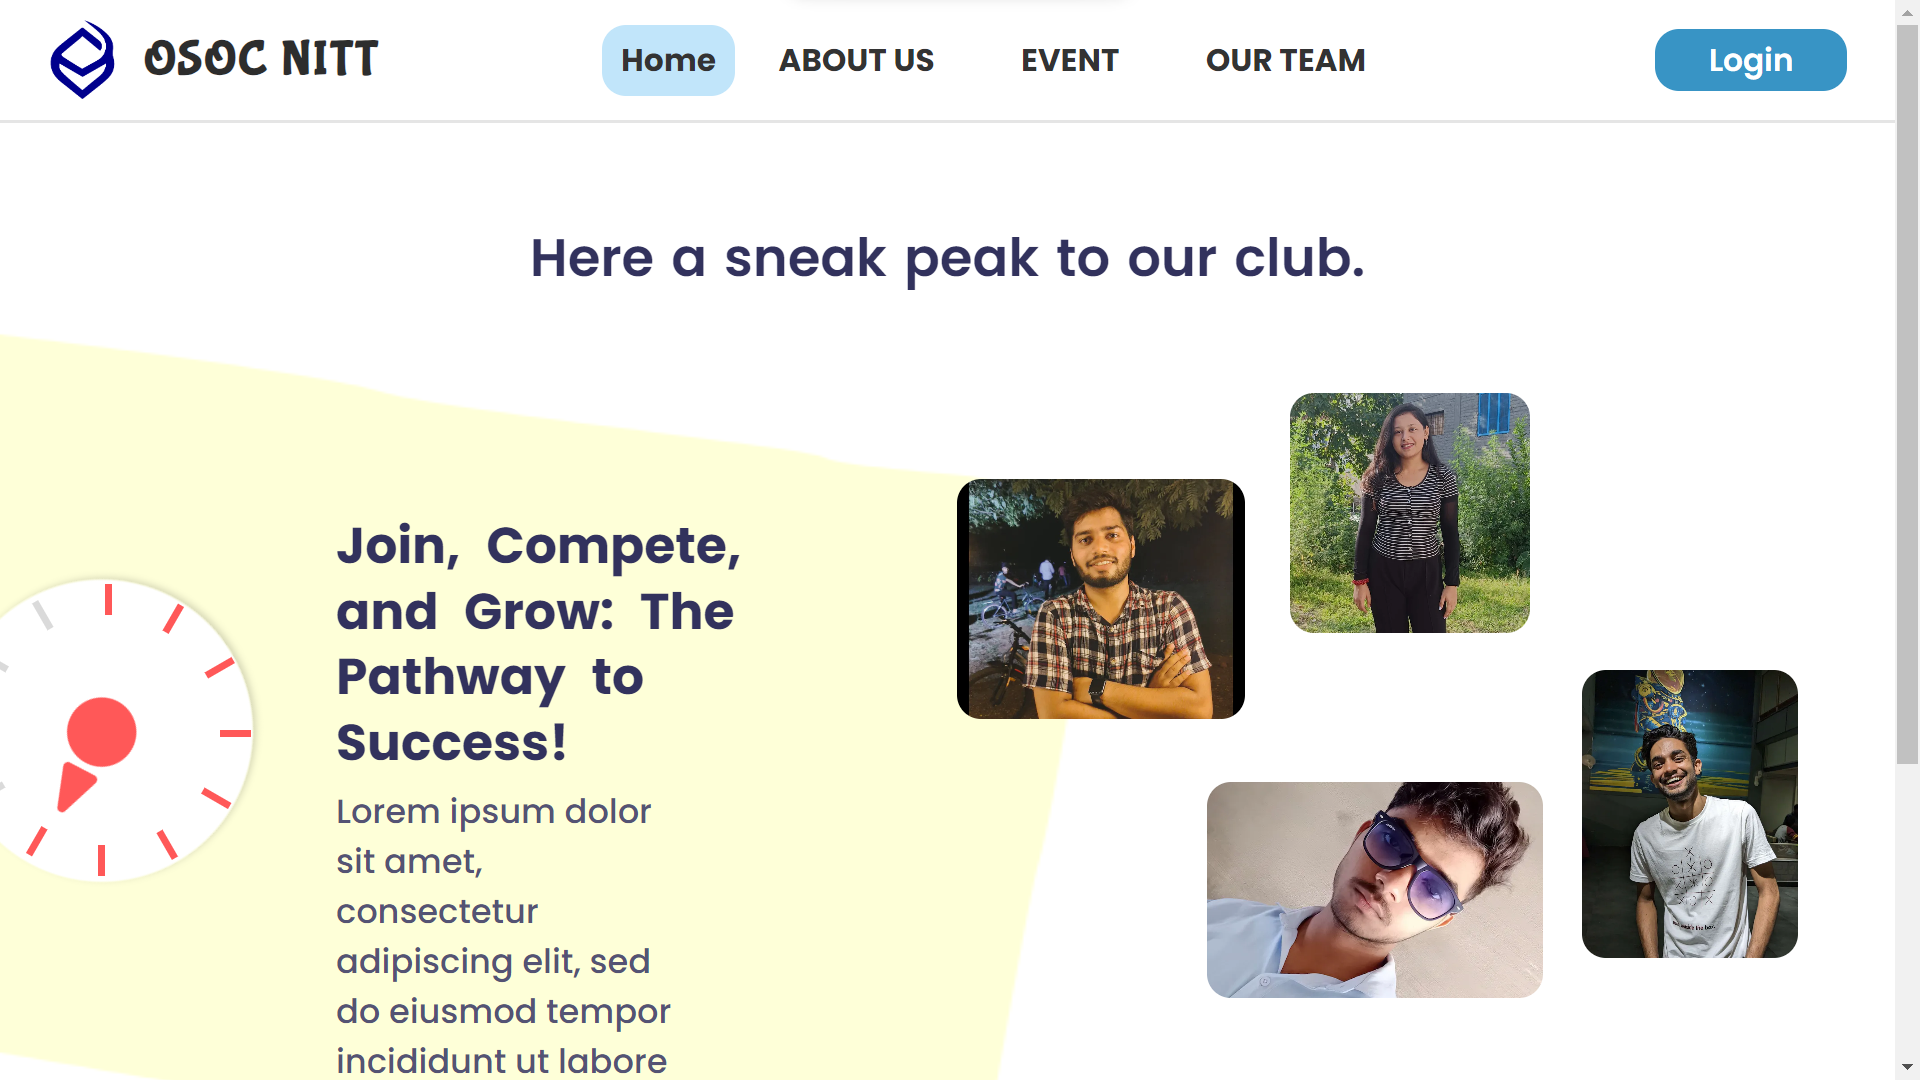 OSOC NITT
Home
ABOUT US
EVENT
OUR TEAM
Login
Here a sneak peak to our club.
Join, Compete,
and Grow: The
Pathway to
Success!
Lorem ipsum dolor
sit amet,
consectetur
adipiscing elit, sed
do eiusmod tempor
incididunt ut labore